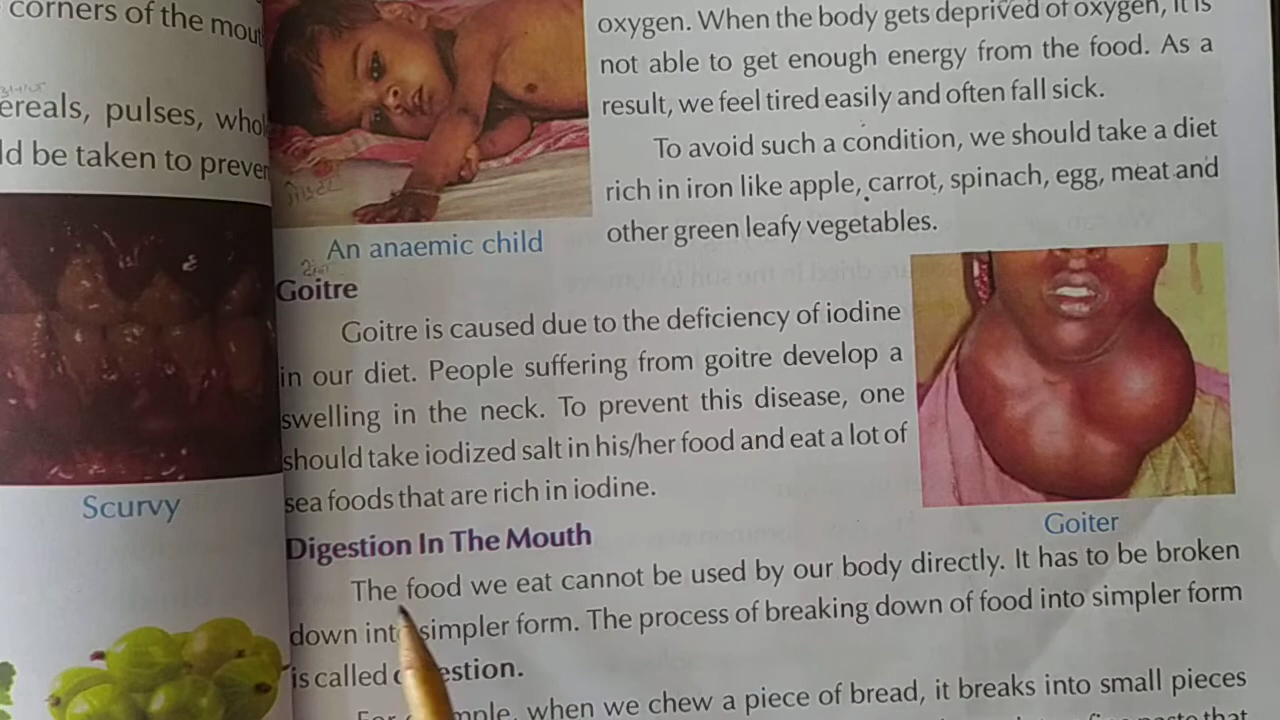 corners of the
ereals, pulses,
ld be taken to
Scurvy
oxygen. When the body gets deprived of oxygen, it is
not able to get enough energy from the food. As a
result, we feel tired easily and often fall sick.
To avoid such a condition, we should take a diet
rich in iron like apple, carrot, spinach, egg, meat and
other green leafy vegetables.
An anaemic child
Goitre
Goitre is caused due to the deficiency of iodine
in our diet. People suffering from goitre develop a
swelling in the neck. To prevent this disease, one
should take iodized salt in his/her food and eat a lot of
sea foods that are rich in iodine.
Goiter
Digestion In The Mouth
The food we eat cannot be used by our body directly. It has to be broken
down into simpler form. The process of breaking down of food into simpler form
is called estion.
mple, when we chew a piece of bread, it breaks into small pieces